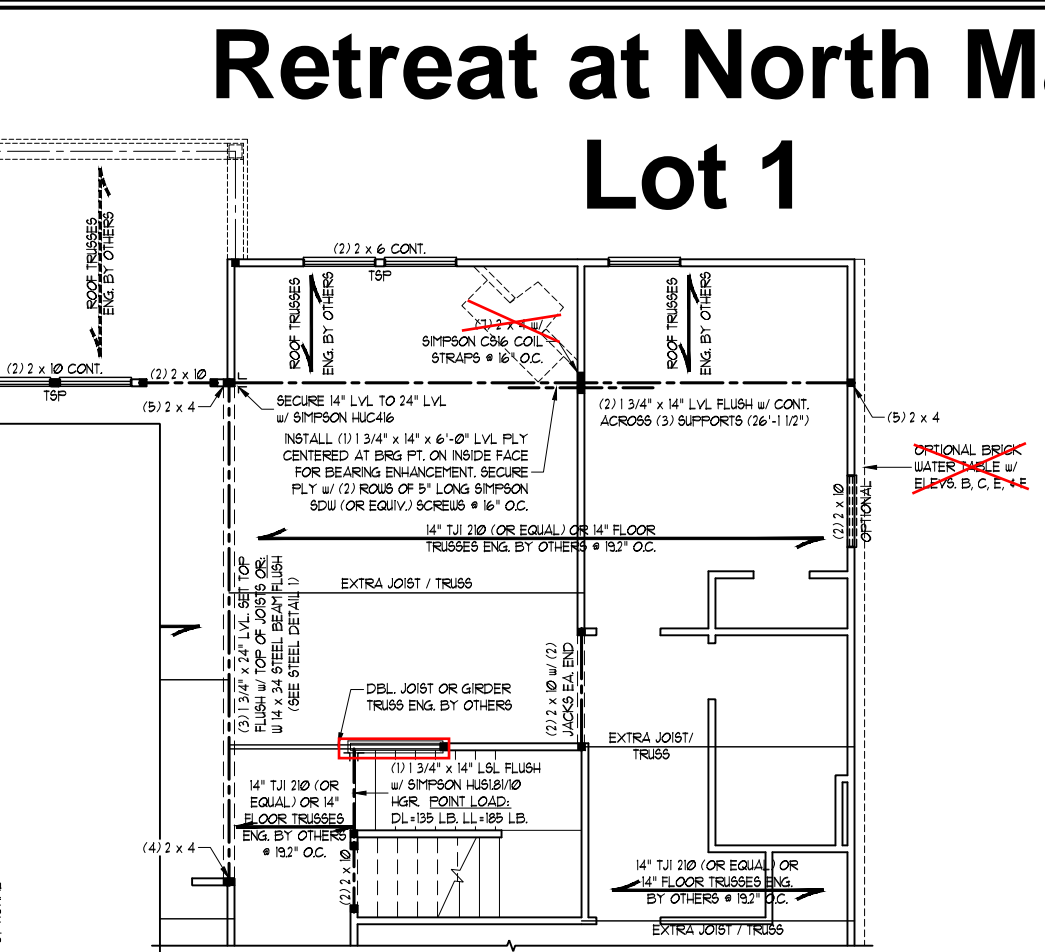 Retreat at North Ma
Lot 1
ROOF TRUSSES
ENG. BY OTHERS
(2) 2 x 6 CONT.
TSP
ROOF TRUSSES
ENG. BY OTHERS
(7) 2 x 4 w/
SIMPSON CS16 COIL
STRAPS @ 16" O.C.
ROOF TRUSSES
ENG. BY OTHERS
(2) 2 x 10 CONT.
TSP
(2) 2 x 10
(5) 2 x 4
SECURE 14" LVL TO 24" LVL
w/ SIMPSON HUC416
(2) 1 3/4" x 14" LVL FLUSH w/ CONT.
ACROSS (3) SUPPORTS (26'-1 1/2")
(5) 2 x 4
INSTALL (1) 1 3/4" x 14" x 6'-0" LVL PLY
CENTERED AT BRG PT. ON INSIDE FACE
FOR BEARING ENHANCEMENT. SECURE
PLY w/ (2) ROWS OF 5" LONG SIMPSON
SDW (OR EQUIV.) SCREWS @ 16" O.C.
OPTIONAL BRICK
WATER TABLE w/
ELEVS. B, C, E, & F
(2) 2 x 10
OPTIONAL
14" TJI 210 (OR EQUAL) OR 14" FLOOR
TRUSSES ENG. BY OTHERS @ 19.2" O.C.
EXTRA JOIST / TRUSS
(3) 1 3/4" x 24" LVL. SET TOP
FLUSH w/ TOP OF JOISTS OR:
W 14 x 34 STEEL BEAM FLUSH
(SEE STEEL DETAIL 1)
(2) 2 x 10 w/ (2)
JACKS EA. END
DBL. JOIST OR GIRDER
TRUSS ENG. BY OTHERS
EXTRA JOIST/
TRUSS
(1) 1 3/4" x 14" LSL FLUSH
w/ SIMPSON HUS1.81/10
HGR. POINT LOAD:
DL=135 LB. LL=185 LB.
14" TJI 210 (OR
EQUAL) OR 14"
FLOOR TRUSSES
ENG. BY OTHERS
@ 19.2" O.C.
(4) 2 x 4
(2) 2 x 10
14" TJI 210 (OR EQUAL) OR
14" FLOOR TRUSSES ENG.
BY OTHERS @ 19.2" O.C.
EXTRA JOIST / TRUSS